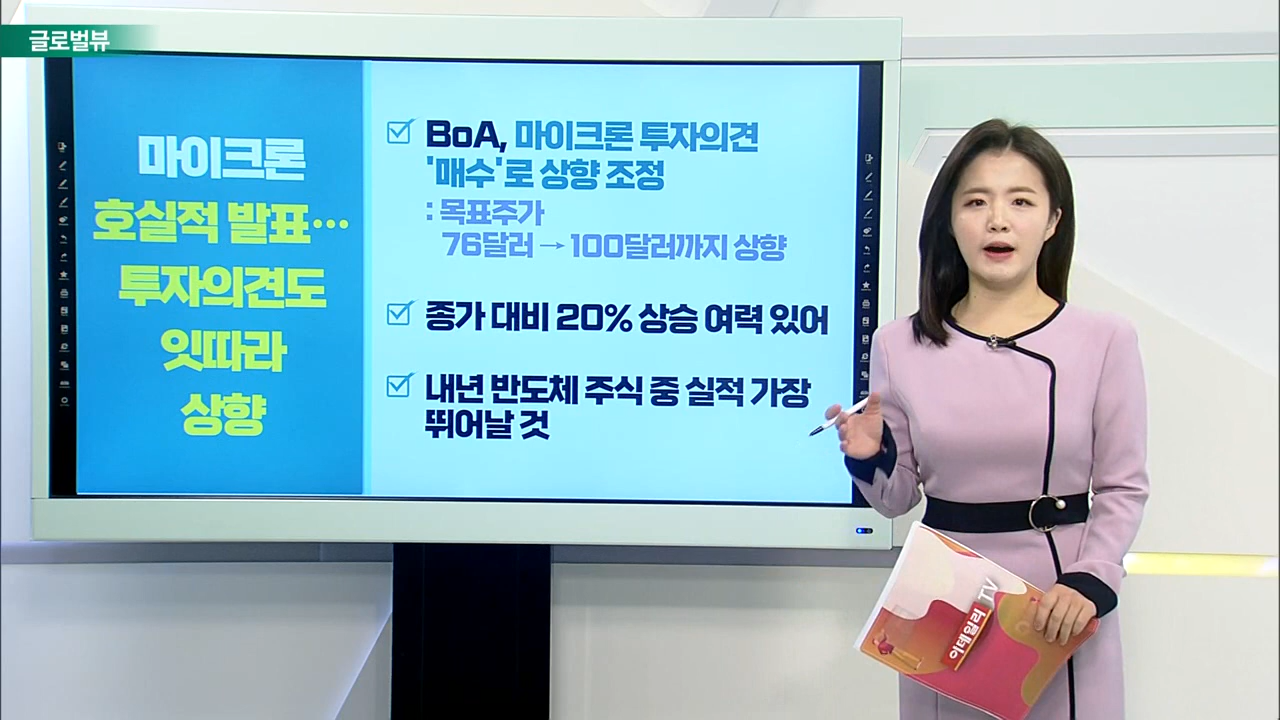 글로벌뷰
마이크론
호실적 발표…
투자의견도
잇따라
상향
BoA, 마이크론 투자의견
'매수'로 상향 조정
: 목표주가
76달러 → 100달러까지 상향
종가 대비 20% 상승 여력 있어
내년 반도체 주식 중 실적 가장
뛰어날 것
이데일리 TV